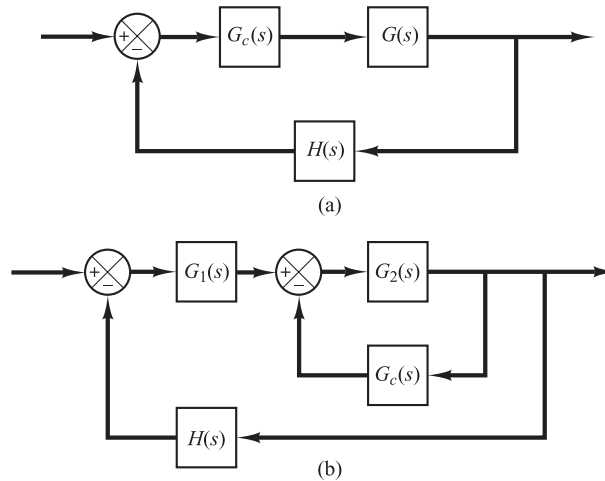 +
−
G_c(s)
G(s)
H(s)
(a)
+
−
G_1(s)
+
−
G_2(s)
G_c(s)
H(s)
(b)